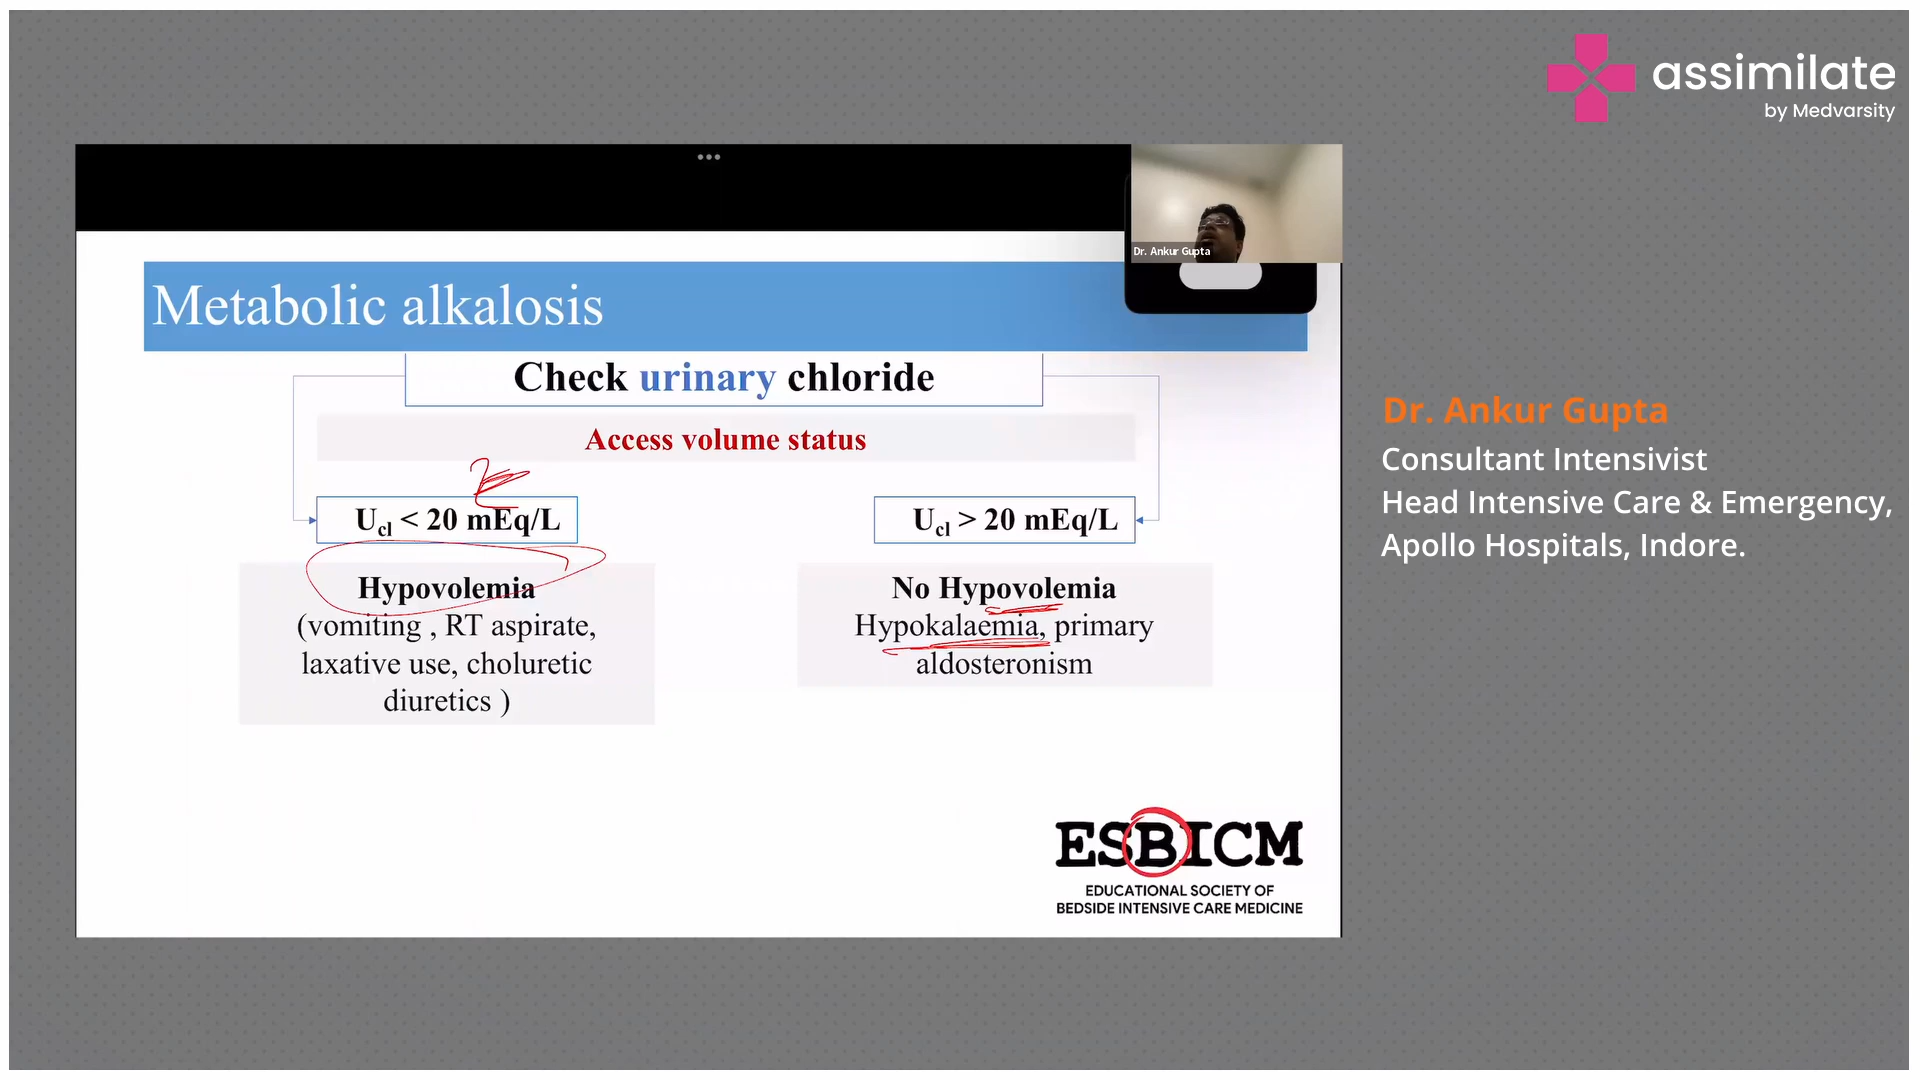 assimilate
by Medvarsity
Dr. Ankur Gupta
Metabolic alkalosis
Check urinary chloride
Access volume status
Ucl < 20 mEq/L
Hypovolemia
(vomiting , RT aspirate,
laxative use, choluretic
diuretics )
Ucl > 20 mEq/L
No Hypovolemia
Hypokalaemia, primary
aldosteronism
ESBICM
EDUCATIONAL SOCIETY OF
BEDSIDE INTENSIVE CARE MEDICINE
Dr. Ankur Gupta
Consultant Intensivist
Head Intensive Care & Emergency,
Apollo Hospitals, Indore.